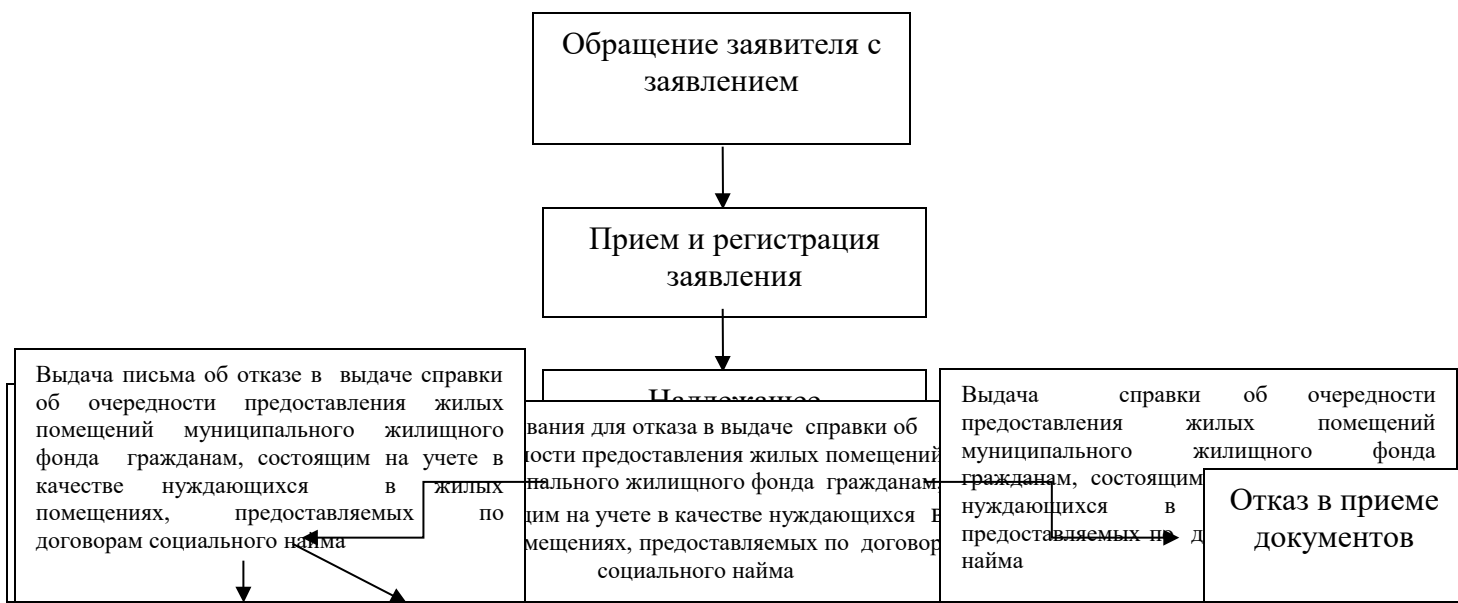 Обращение заявителя с
заявлением
Прием и регистрация
заявления
Надлежащее
Выдача письма об отказе в выдаче справки
об очередности предоставления жилых
помещений муниципального жилищного
фонда гражданам, состоящим на учете в
качестве нуждающихся в жилых
помещениях, предоставляемых по
договорам социального найма
вания для отказа в выдаче справки об
ности предоставления жилых помещений
пального жилищного фонда гражданам,
щим на учете в качестве нуждающихся в
мещениях, предоставляемых по договор
социального найма
Выдача справки об очередности
предоставления жилых помещений
муниципального жилищного фонда
гражданам, состоящим
нуждающихся в
предоставляемых по д
найма
Отказ в приеме
документов